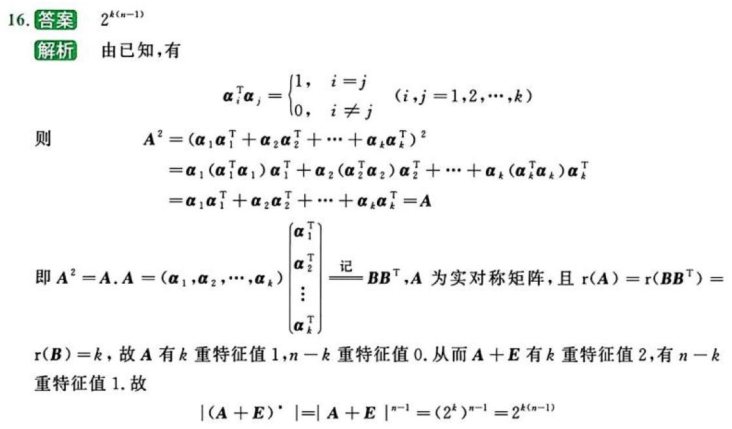 16. 答案 2^{k(n-1)}
解析 由已知,有
α_i^T α_j = { 1, i = j; 0, i ≠ j (i,j = 1,2,⋯,k)
则 A² = (α_1α_1^T + α_2α_2^T + ⋯ + α_kα_k^T)²
= α_1(α_1^Tα_1)α_1^T + α_2(α_2^Tα_2)α_2^T + ⋯ + α_k(α_k^Tα_k)α_k^T
= α_1α_1^T + α_2α_2^T + ⋯ + α_kα_k^T = A
即 A² = A. A = (α_1,α_2,⋯,α_k) (α_1^T; α_2^T; ⋮; α_k^T) ==记== BB^T, A 为实对称矩阵,且 r(A) = r(BB^T) =
r(B) = k,故 A 有 k 重特征值 1,n − k 重特征值 0. 从而 A + E 有 k 重特征值 2,有 n − k
重特征值 1. 故
|(A + E)^*| = |A + E|^{n-1} = (2^k)^{n-1} = 2^{k(n-1)}